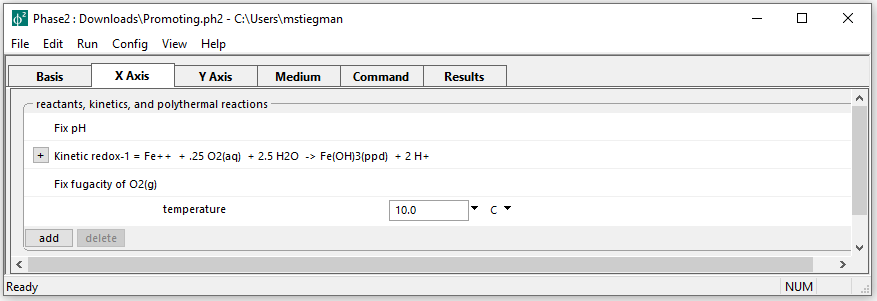 Phase2 : Downloads\Promoting.ph2 - C:\Users\mstiegman
File Edit Run Config View Help
Basis X Axis Y Axis Medium Command Results
reactants, kinetics, and polythermal reactions
Fix pH
+ Kinetic redox-1 = Fe++ + .25 O2(aq) + 2.5 H2O -> Fe(OH)3(ppd) + 2 H+
Fix fugacity of O2(g)
temperature 10.0 C
add delete
Ready NUM